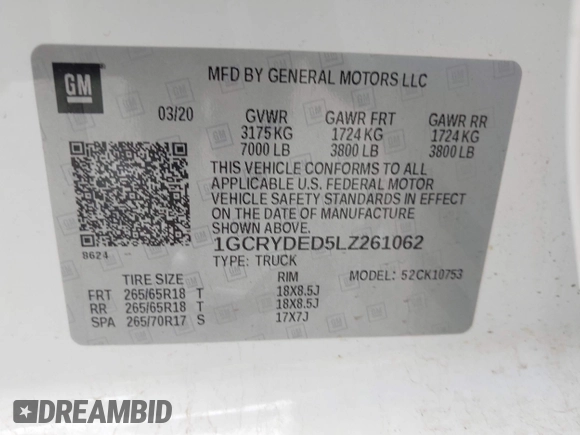 GM
MFD BY GENERAL MOTORS LLC
03/20 GVWR GAWR FRT GAWR RR
3175 KG 1724 KG 1724 KG
7000 LB 3800 LB 3800 LB
THIS VEHICLE CONFORMS TO ALL
APPLICABLE U.S. FEDERAL MOTOR
VEHICLE SAFETY STANDARDS IN EFFECT
ON THE DATE OF MANUFACTURE
SHOWN ABOVE.
8624 1GCRYDED5LZ261062
TYPE: TRUCK
TIRE SIZE RIM MODEL: 52CK10753
FRT 265/65R18 T 18X8.5J
RR 265/65R18 T 18X8.5J
SPA 265/70R17 S 17X7J
DREAMBID